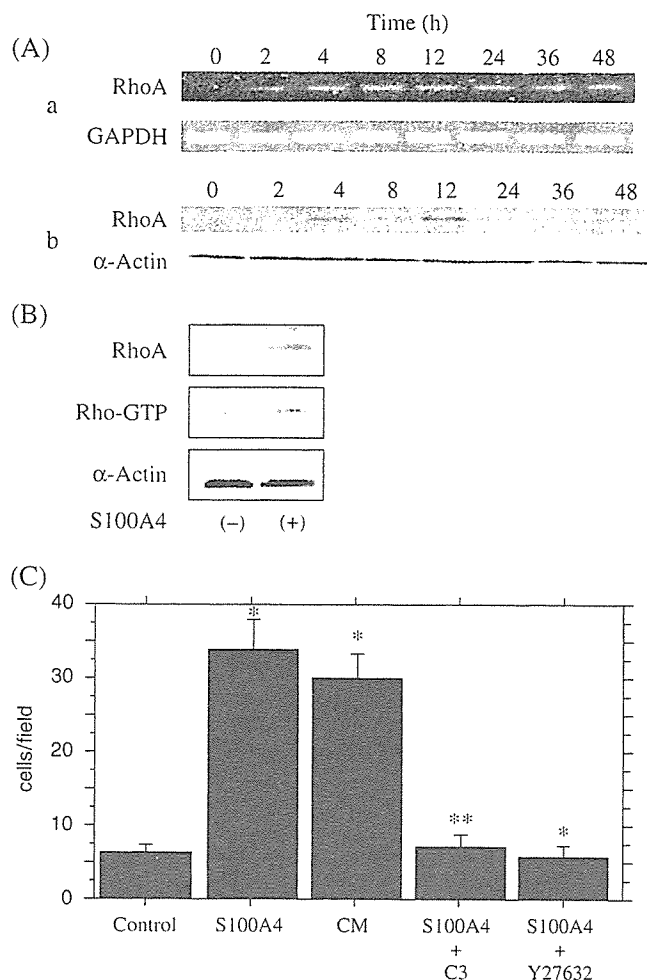 (A)
Time (h)
0 2 4 8 12 24 36 48
RhoA
a
GAPDH
0 2 4 8 12 24 36 48
RhoA
b
α-Actin
(B)
RhoA
Rho-GTP
α-Actin
S100A4 (−) (+)
(C)
40
30
20
10
0
cells/field
* * ** *
Control S100A4 CM S100A4 S100A4
+ +
C3 Y27632